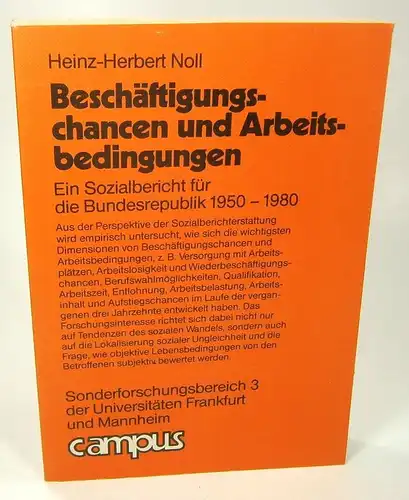 Heinz-Herbert Noll
Beschäftigungs-
chancen und Arbeits-
bedingungen
Ein Sozialbericht für
die Bundesrepublik 1950 – 1980
Aus der Perspektive der Sozialberichterstattung
wird empirisch untersucht, wie sich die wichtigsten
Dimensionen von Beschäftigungschancen und
Arbeitsbedingungen, z. B. Versorgung mit Arbeits-
plätzen, Arbeitslosigkeit und Wiederbeschäftigungs-
chancen, Berufswahlmöglichkeiten, Qualifikation,
Arbeitszeit, Entlohnung, Arbeitsbelastung, Arbeits-
inhalt und Aufstiegschancen im Laufe der vergan-
genen drei Jahrzehnte entwickelt haben. Das
Forschungsinteresse richtet sich dabei nicht nur
auf Tendenzen des sozialen Wandels, sondern auch
auf die Lokalisierung sozialer Ungleichheit und die
Frage, wie objektive Lebensbedingungen von den
Betroffenen subjektiv bewertet werden.
Sonderforschungsbereich 3
der Universitäten Frankfurt
und Mannheim
campus